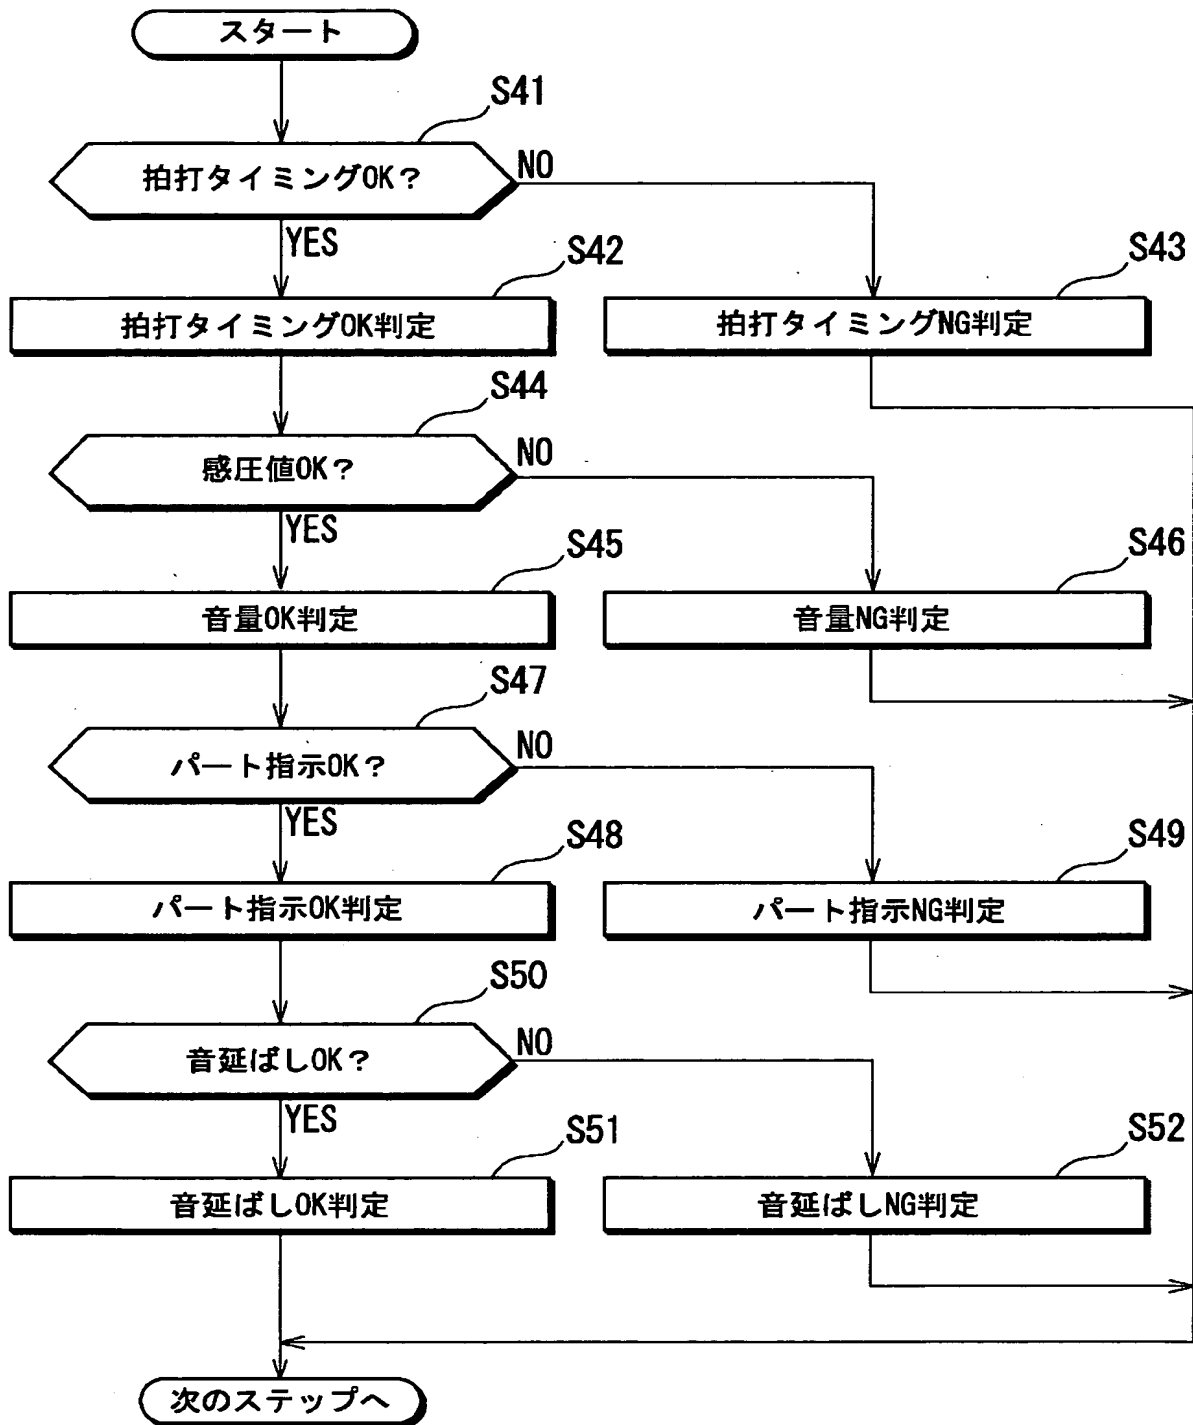 スタート
S41
拍打タイミングOK?
NO
YES
S42
S43
拍打タイミングOK判定
拍打タイミングNG判定
S44
感圧値OK?
NO
YES
S45
S46
音量OK判定
音量NG判定
S47
パート指示OK?
NO
YES
S48
S49
パート指示OK判定
パート指示NG判定
S50
音延ばしOK?
NO
YES
S51
S52
音延ばしOK判定
音延ばしNG判定
次のステップへ